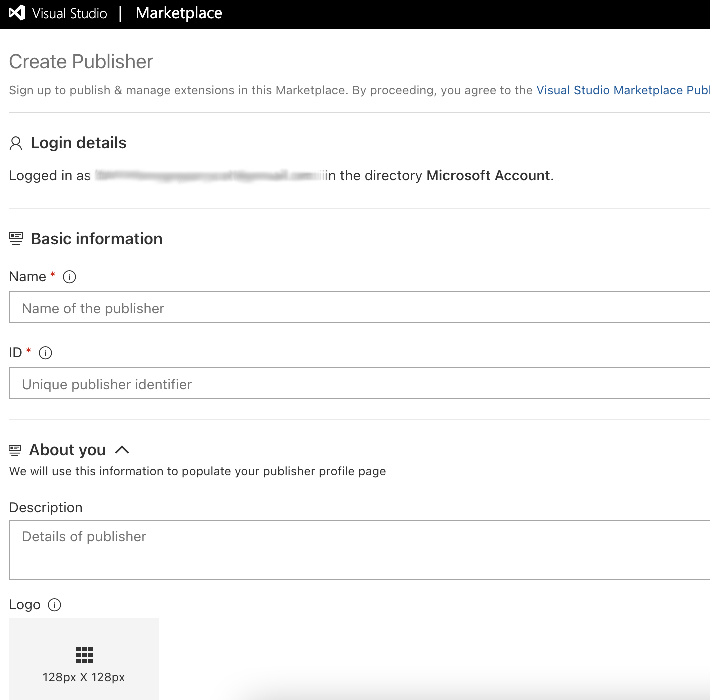 Visual Studio | Marketplace
Create Publisher
Sign up to publish & manage extensions in this Marketplace. By proceeding, you agree to the Visual Studio Marketplace Publ
Login details
Logged in as in the directory Microsoft Account.
Basic information
Name *
Name of the publisher
ID *
Unique publisher identifier
About you
We will use this information to populate your publisher profile page
Description
Details of publisher
Logo
128px X 128px